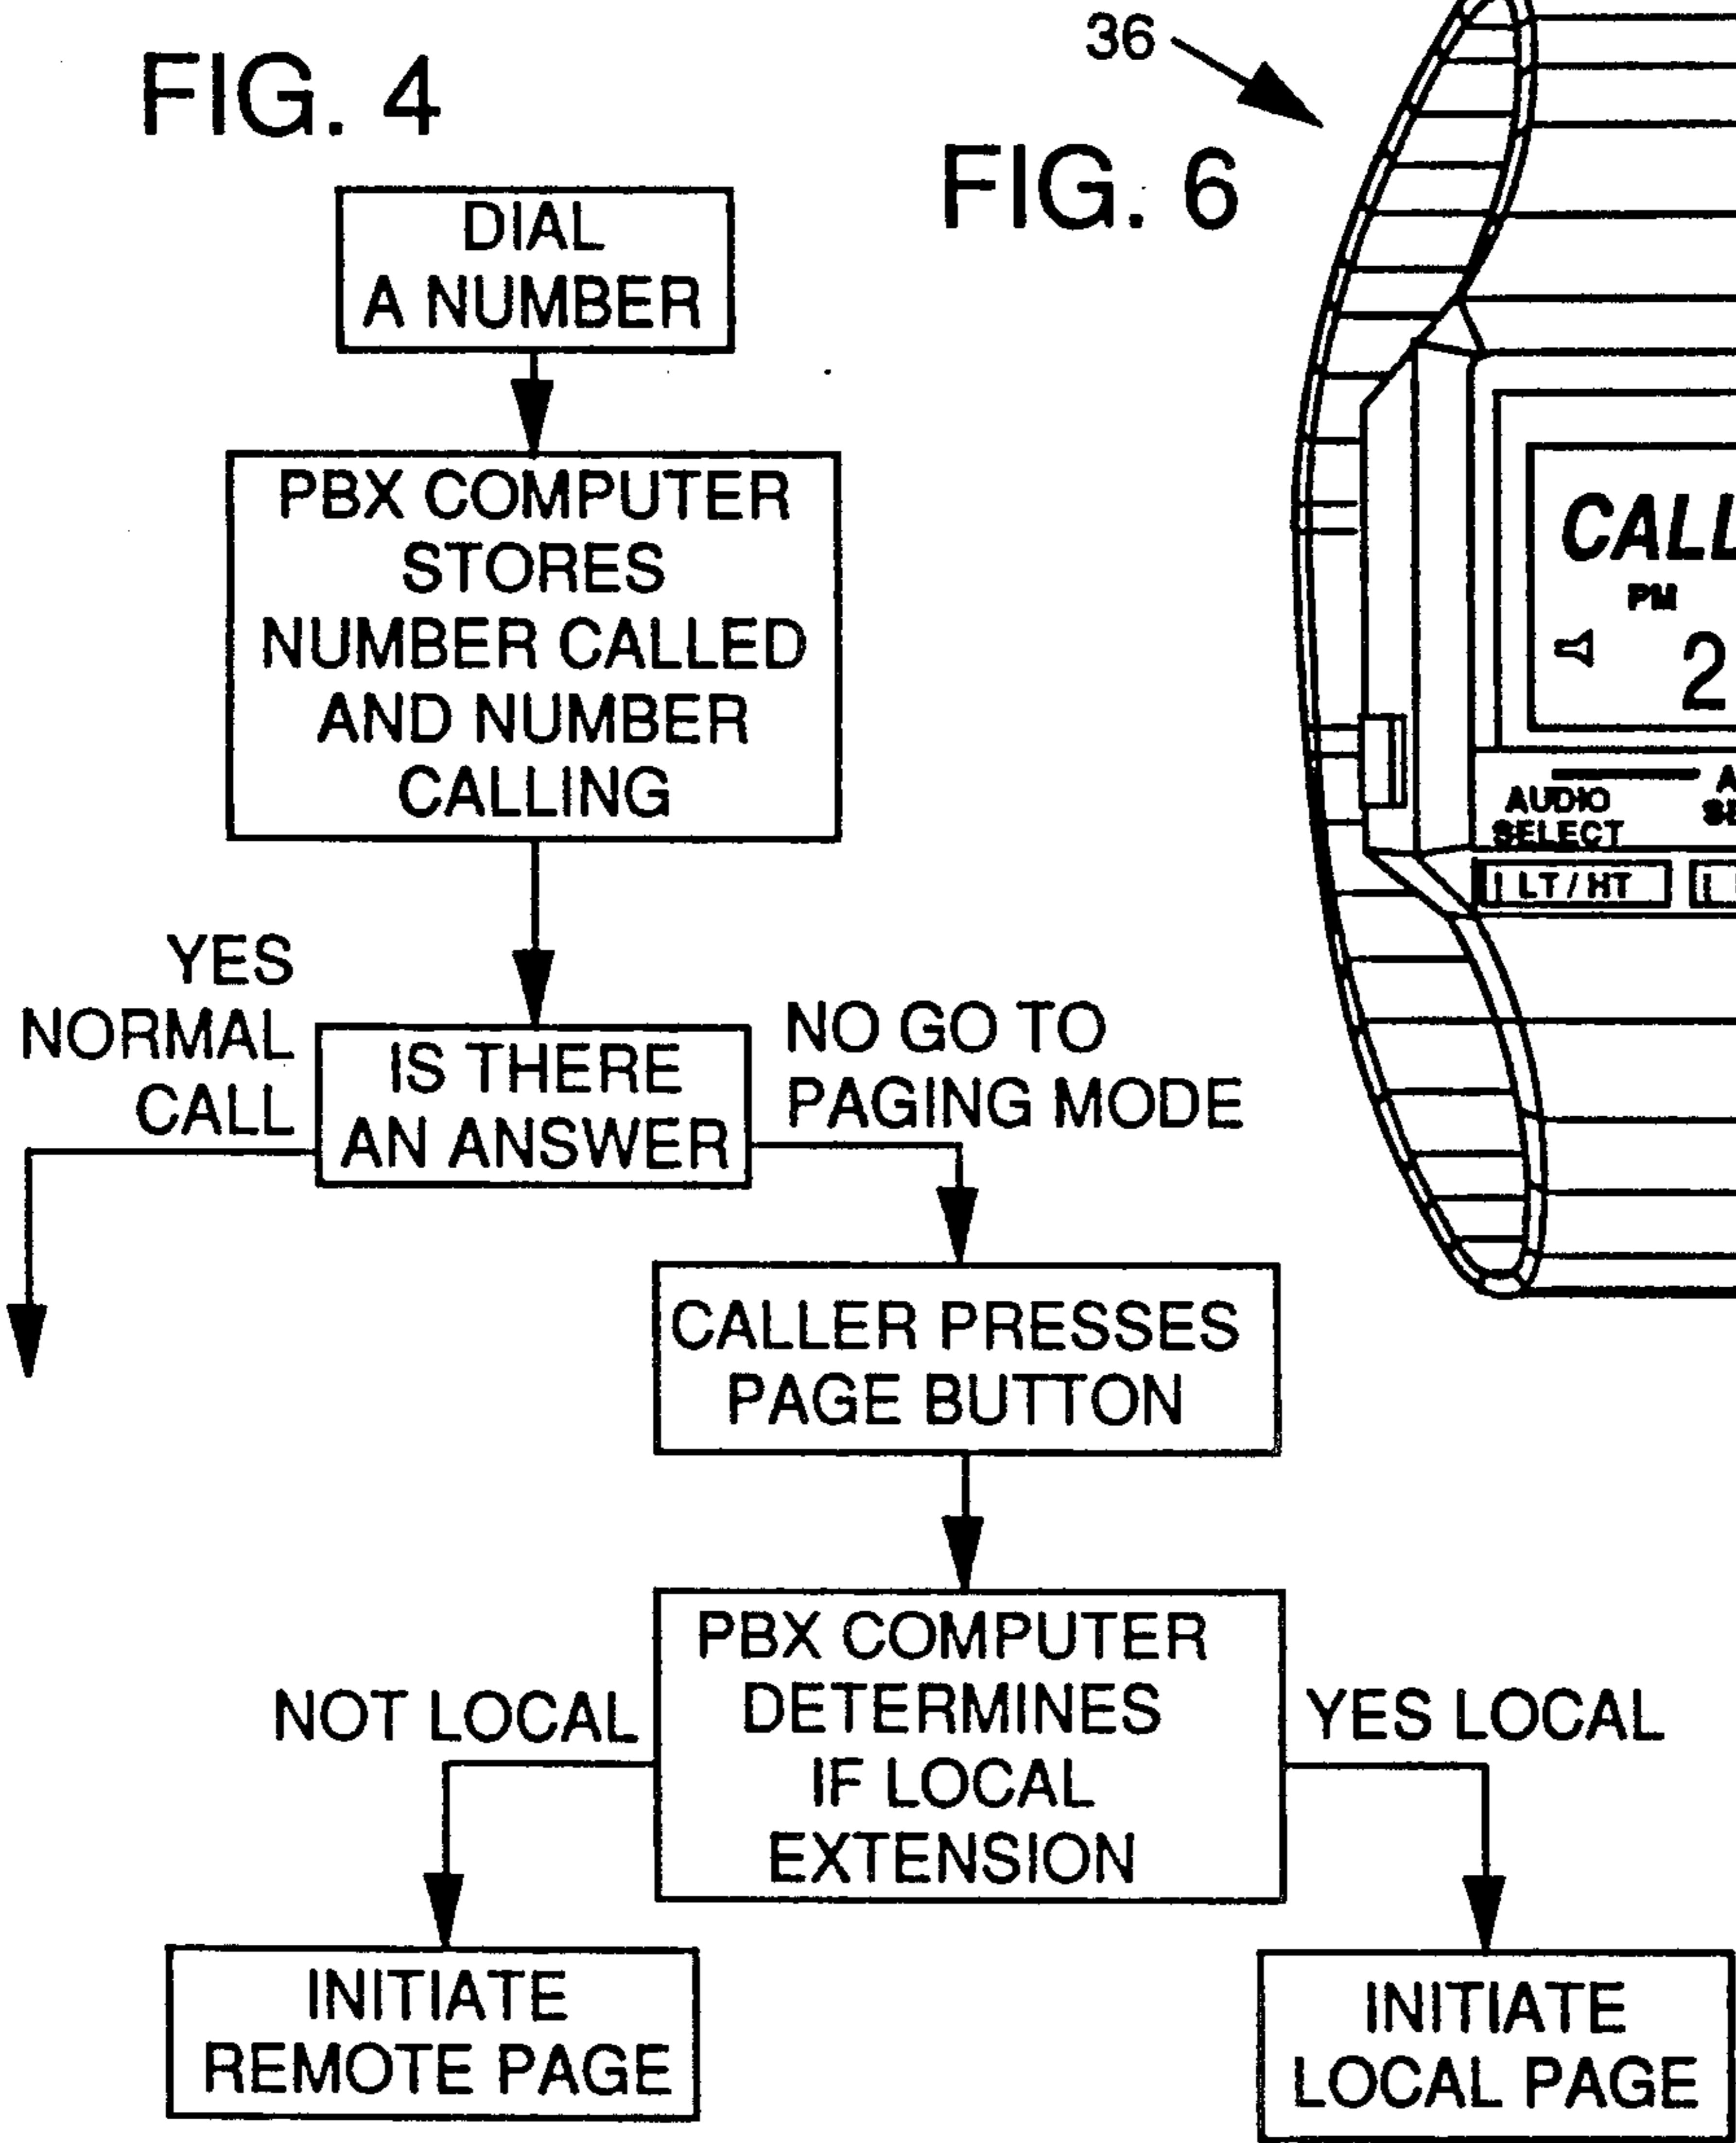 FIG. 4
DIAL
A NUMBER
PBX COMPUTER
STORES
NUMBER CALLED
AND NUMBER
CALLING
YES
NORMAL
CALL
IS THERE
AN ANSWER
NO GO TO
PAGING MODE
CALLER PRESSES
PAGE BUTTON
PBX COMPUTER
DETERMINES
IF LOCAL
EXTENSION
NOT LOCAL
YES LOCAL
INITIATE
REMOTE PAGE
INITIATE
LOCAL PAGE
36
FIG. 6
CALL
PM
2
AUDIO
SELECT
LT / HT